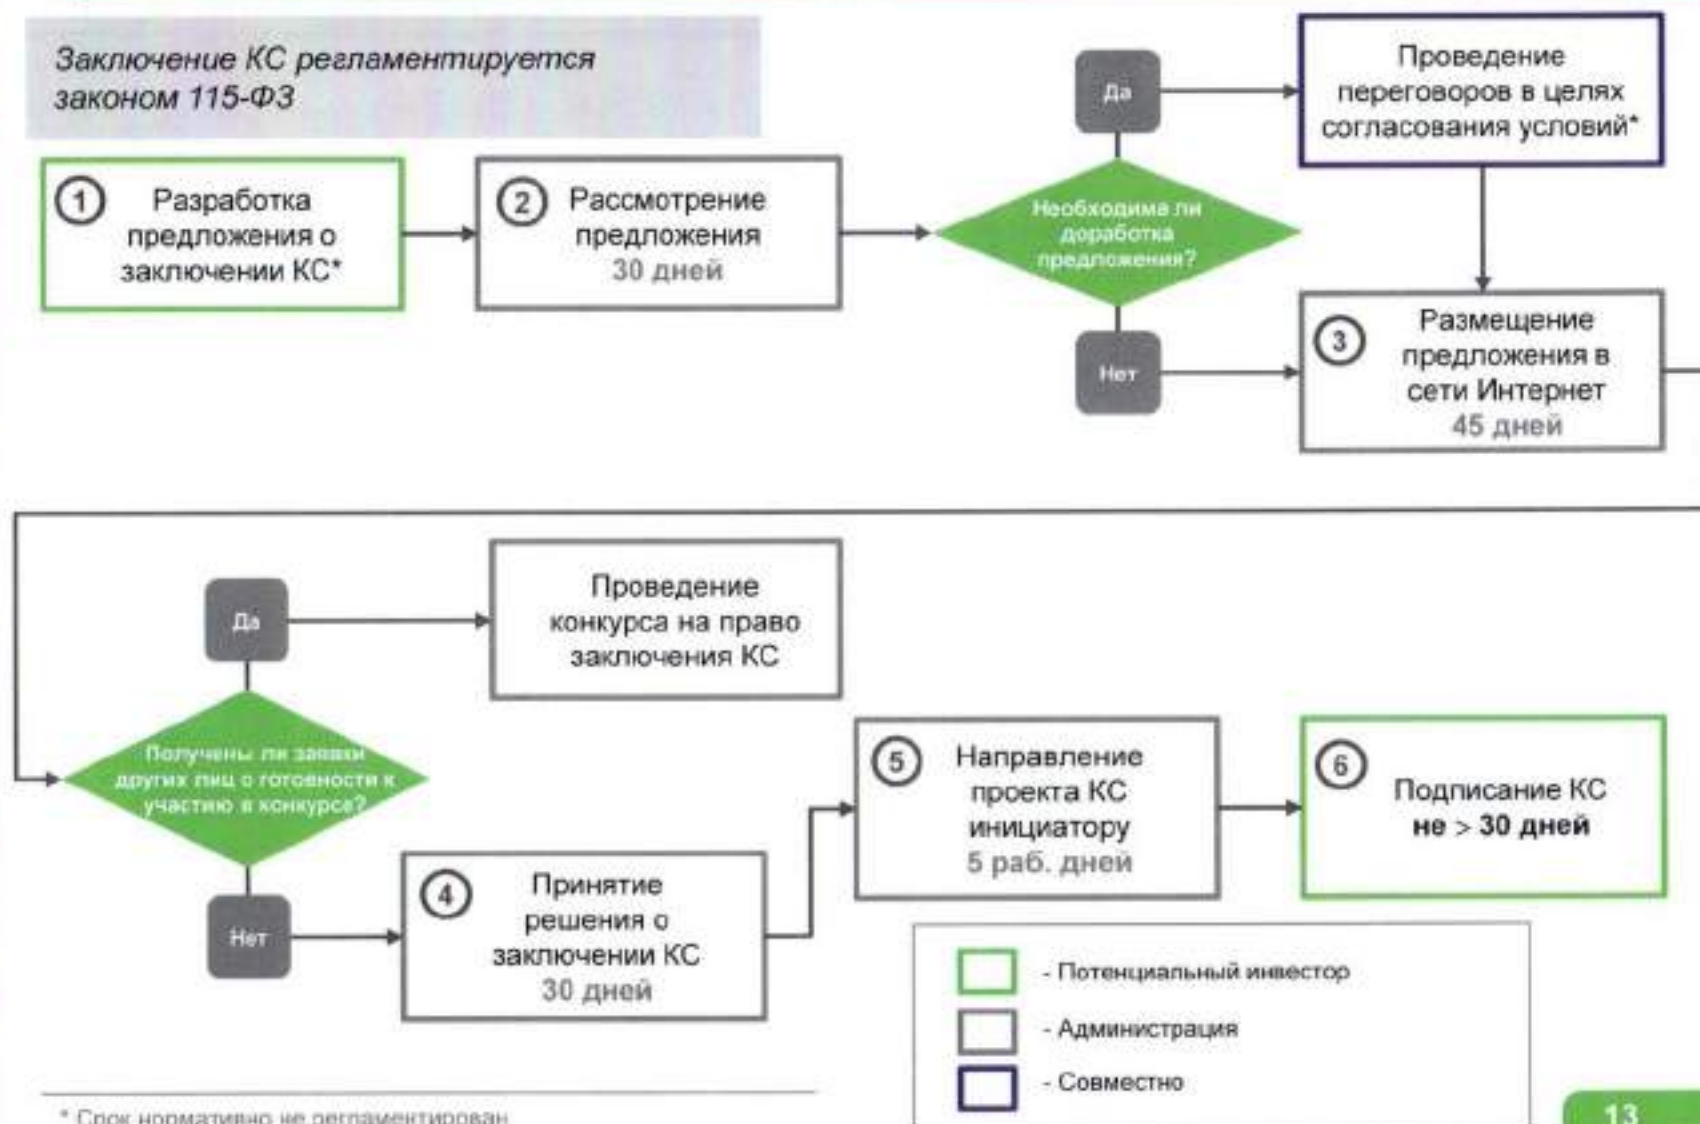 Заключение КС регламентируется
законом 115-ФЗ
1
Разработка
предложения о
заключении КС*
2
Рассмотрение
предложения
30 дней
Необходима ли
доработка
предложения?
Да
Проведение
переговоров в целях
согласования условий*
Нет
3
Размещение
предложения в
сети Интернет
45 дней
Получены ли заявки
других лиц о готовности к
участию в конкурсе?
Да
Проведение
конкурса на право
заключения КС
Нет
4
Принятие
решения о
заключении КС
30 дней
5
Направление
проекта КС
инициатору
5 раб. дней
6
Подписание КС
не > 30 дней
- Потенциальный инвестор
- Администрация
- Совместно
* Срок нормативно не регламентирован
13